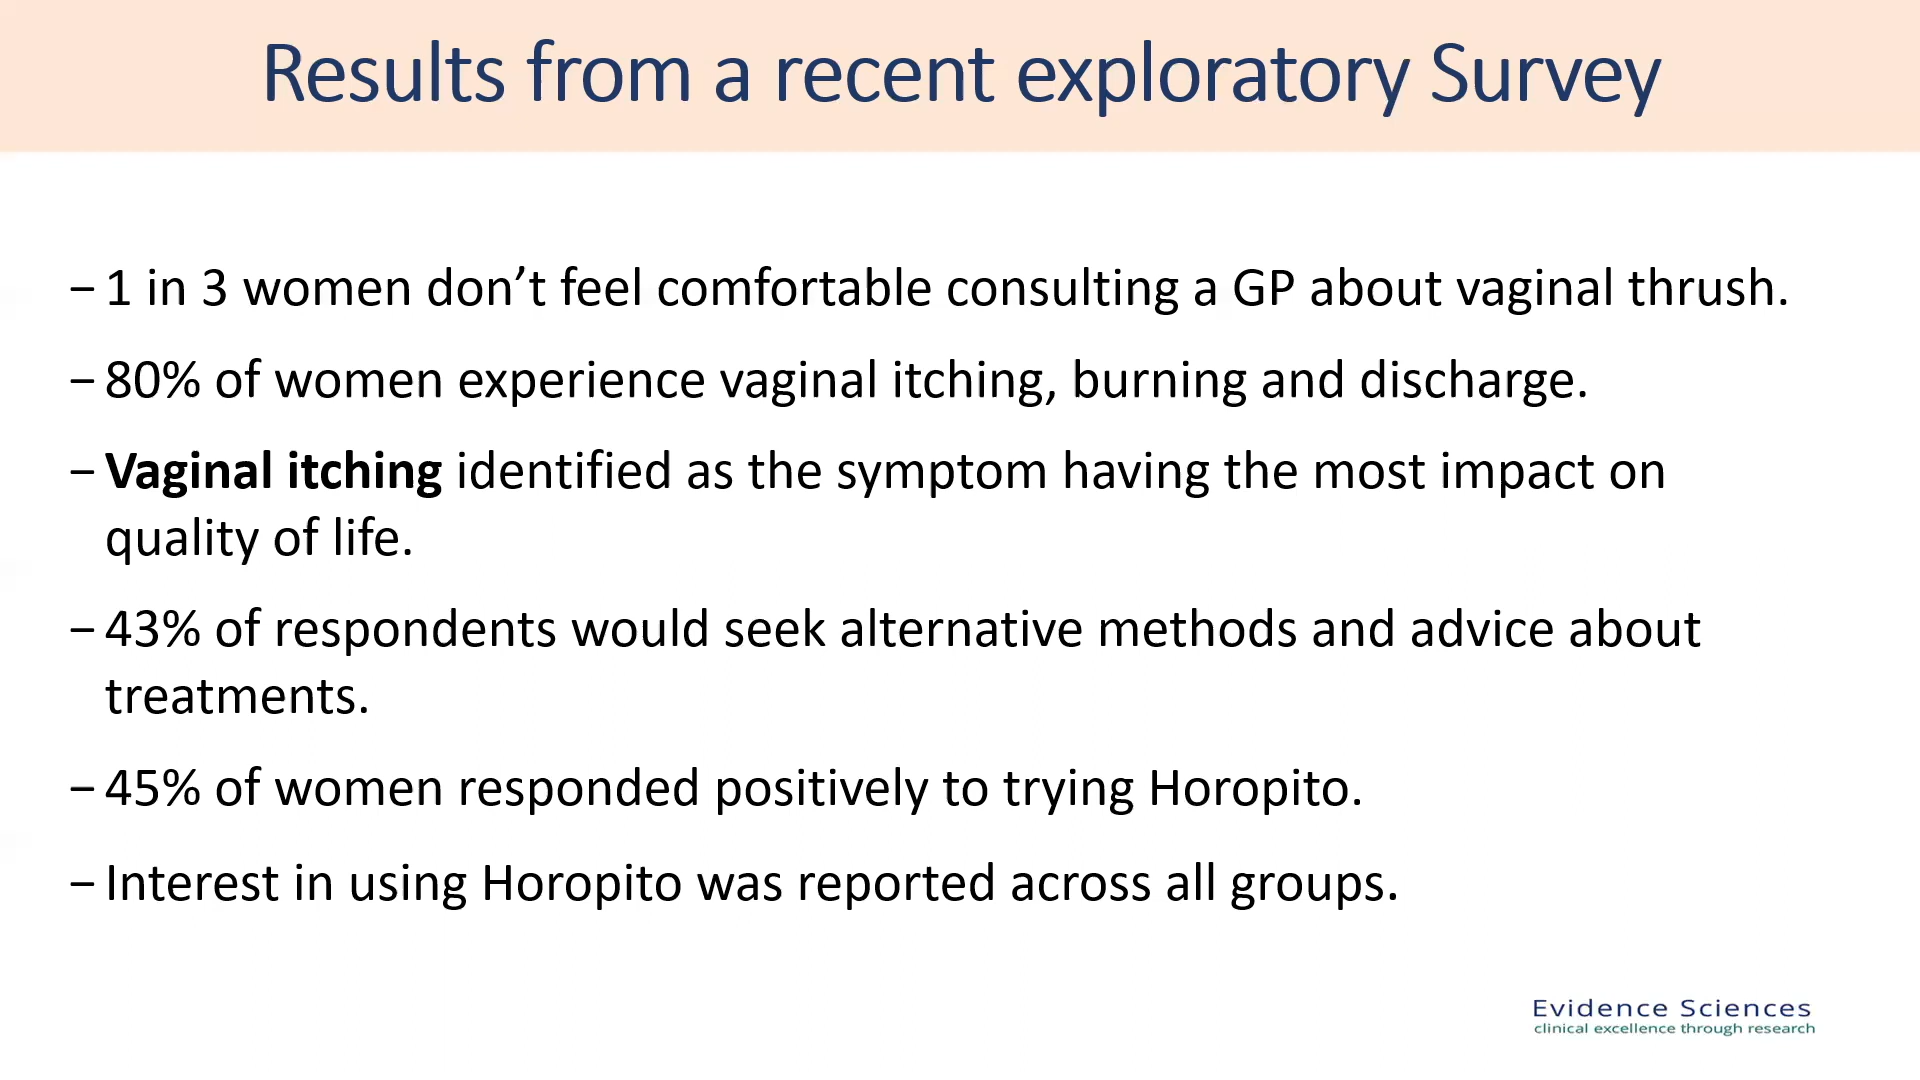 Results from a recent exploratory Survey
– 1 in 3 women don’t feel comfortable consulting a GP about vaginal thrush.
– 80% of women experience vaginal itching, burning and discharge.
– Vaginal itching identified as the symptom having the most impact on
quality of life.
– 43% of respondents would seek alternative methods and advice about
treatments.
– 45% of women responded positively to trying Horopito.
– Interest in using Horopito was reported across all groups.
Evidence Sciences
clinical excellence through research